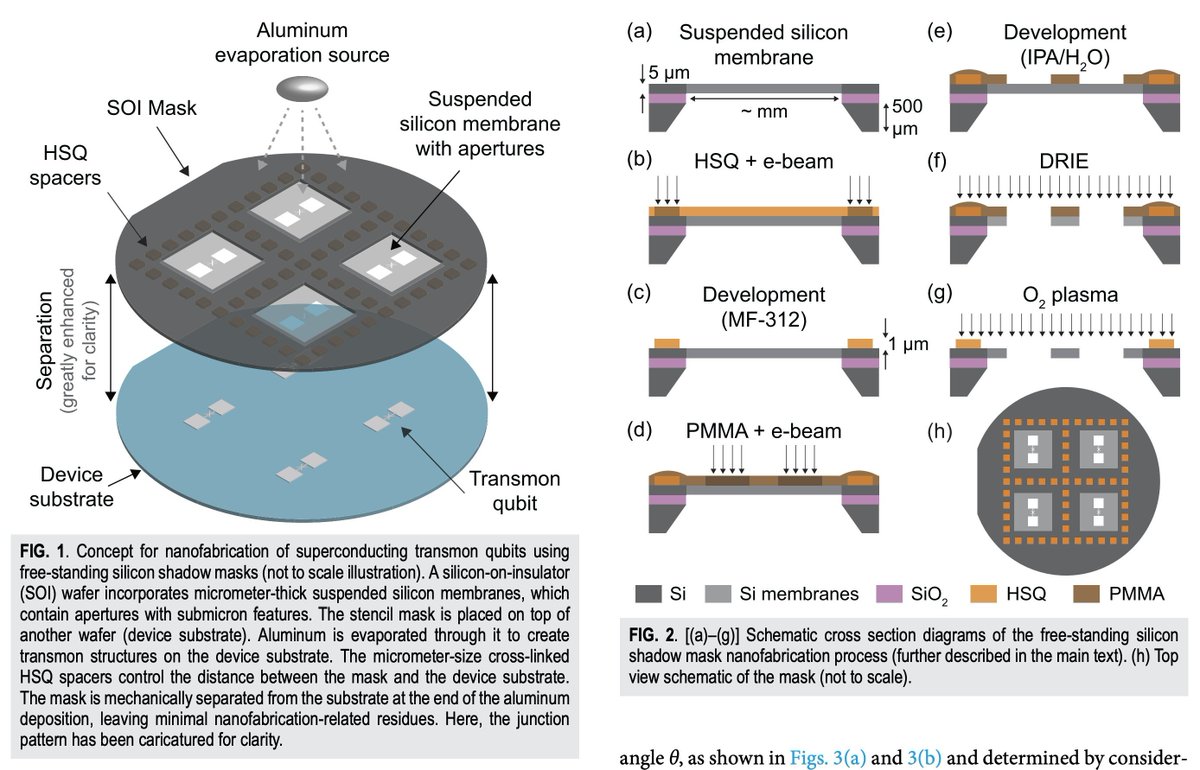 Aluminum
evaporation source
SOI Mask
HSQ
spacers
Suspended
silicon membrane
with apertures
Separation
(greatly enhanced
for clarity)
Device
substrate
Transmon
qubit
FIG. 1. Concept for nanofabrication of superconducting transmon qubits using
free-standing silicon shadow masks (not to scale illustration). A silicon-on-insulator
(SOI) wafer incorporates micrometer-thick suspended silicon membranes, which
contain apertures with submicron features. The stencil mask is placed on top of
another wafer (device substrate). Aluminum is evaporated through it to create
transmon structures on the device substrate. The micrometer-size cross-linked
HSQ spacers control the distance between the mask and the device substrate.
The mask is mechanically separated from the substrate at the end of the aluminum
deposition, leaving minimal nanofabrication-related residues. Here, the junction
pattern has been caricatured for clarity.
(a) Suspended silicon
membrane
5 µm
~ mm
500
µm
(b) HSQ + e-beam
(c) Development
(MF-312)
1 µm
(d) PMMA + e-beam
(e) Development
(IPA/H₂O)
(f) DRIE
(g) O₂ plasma
(h)
Si Si membranes SiO₂ HSQ PMMA
FIG. 2. [(a)–(g)] Schematic cross section diagrams of the free-standing silicon
shadow mask nanofabrication process (further described in the main text). (h) Top
view schematic of the mask (not to scale).
angle θ, as shown in Figs. 3(a) and 3(b) and determined by consider-